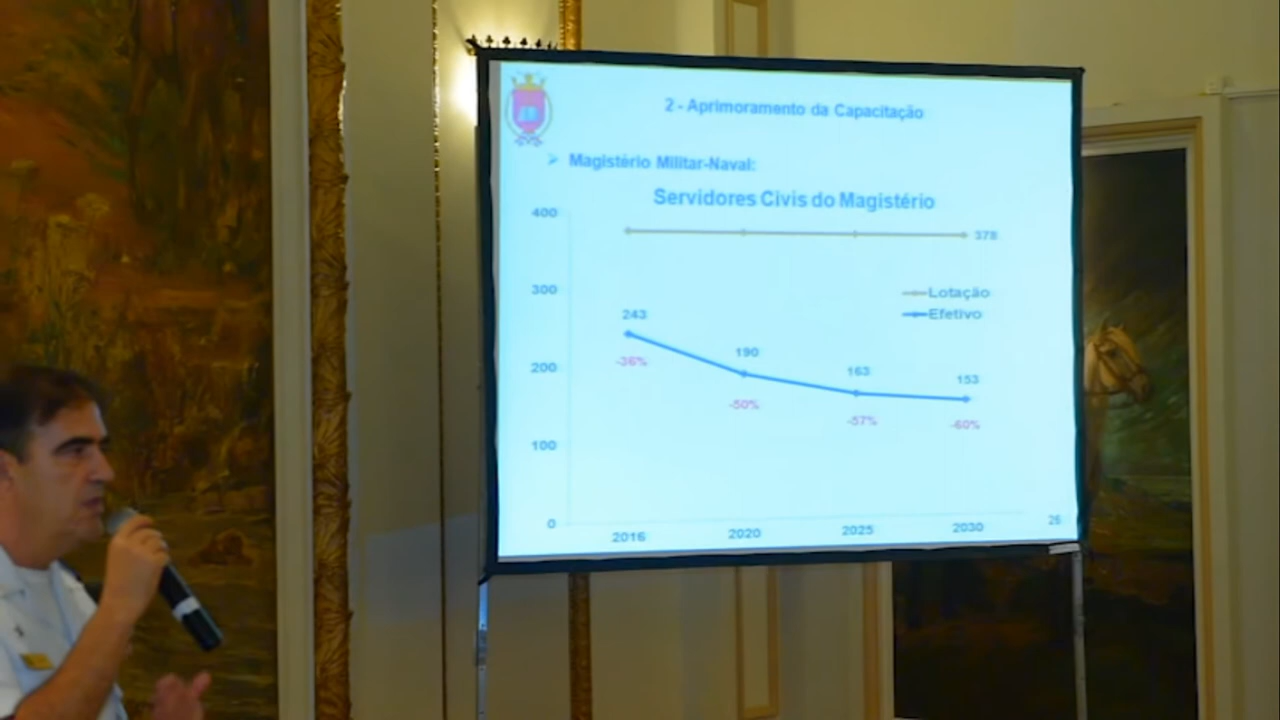 2 - Aprimoramento da Capacitação
➢ Magistério Militar-Naval:
Servidores Civis do Magistério
400
378
300
Lotação
Efetivo
243
200
-36%
190
-50%
163
-57%
153
-60%
100
0
2016 2020 2025 2030
26